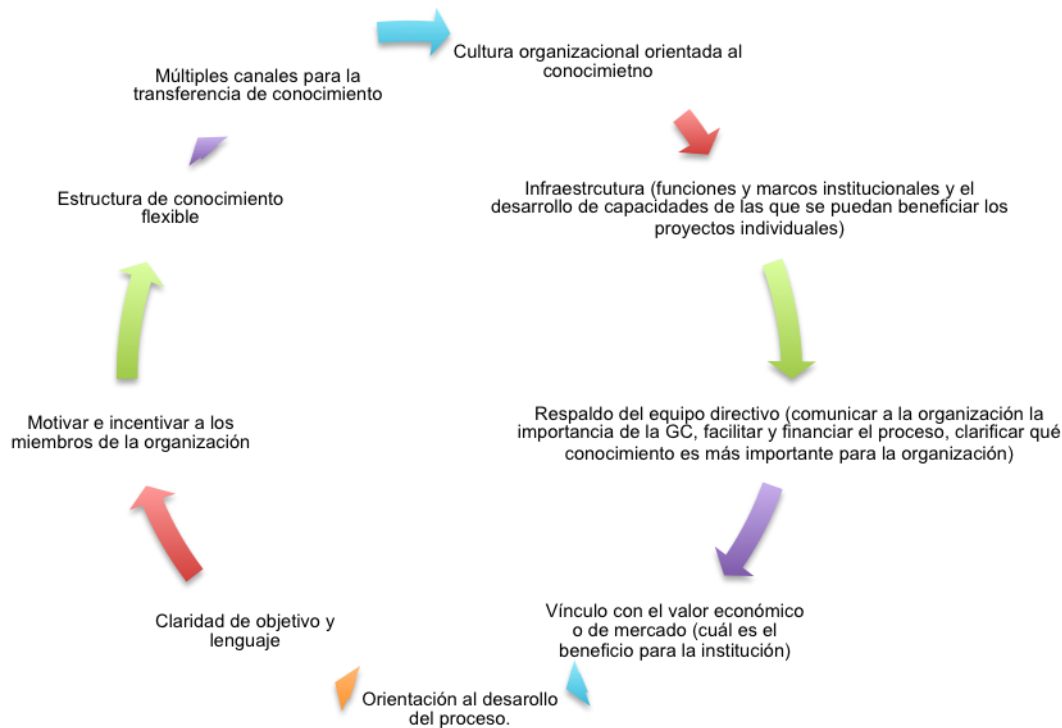 Cultura organizacional orientada al
conocimietno
Infraestrcutura (funciones y marcos institucionales y el
desarrollo de capacidades de las que se puedan beneficiar los
proyectos individuales)
Respaldo del equipo directivo (comunicar a la organización la
importancia de la GC, facilitar y financiar el proceso, clarificar qué
conocimiento es más importante para la organización)
Vínculo con el valor económico
o de mercado (cuál es el
beneficio para la institución)
Orientación al desarollo
del proceso.
Claridad de objetivo y
lenguaje
Motivar e incentivar a los
miembros de la organización
Estructura de conocimiento
flexible
Múltiples canales para la
transferencia de conocimiento